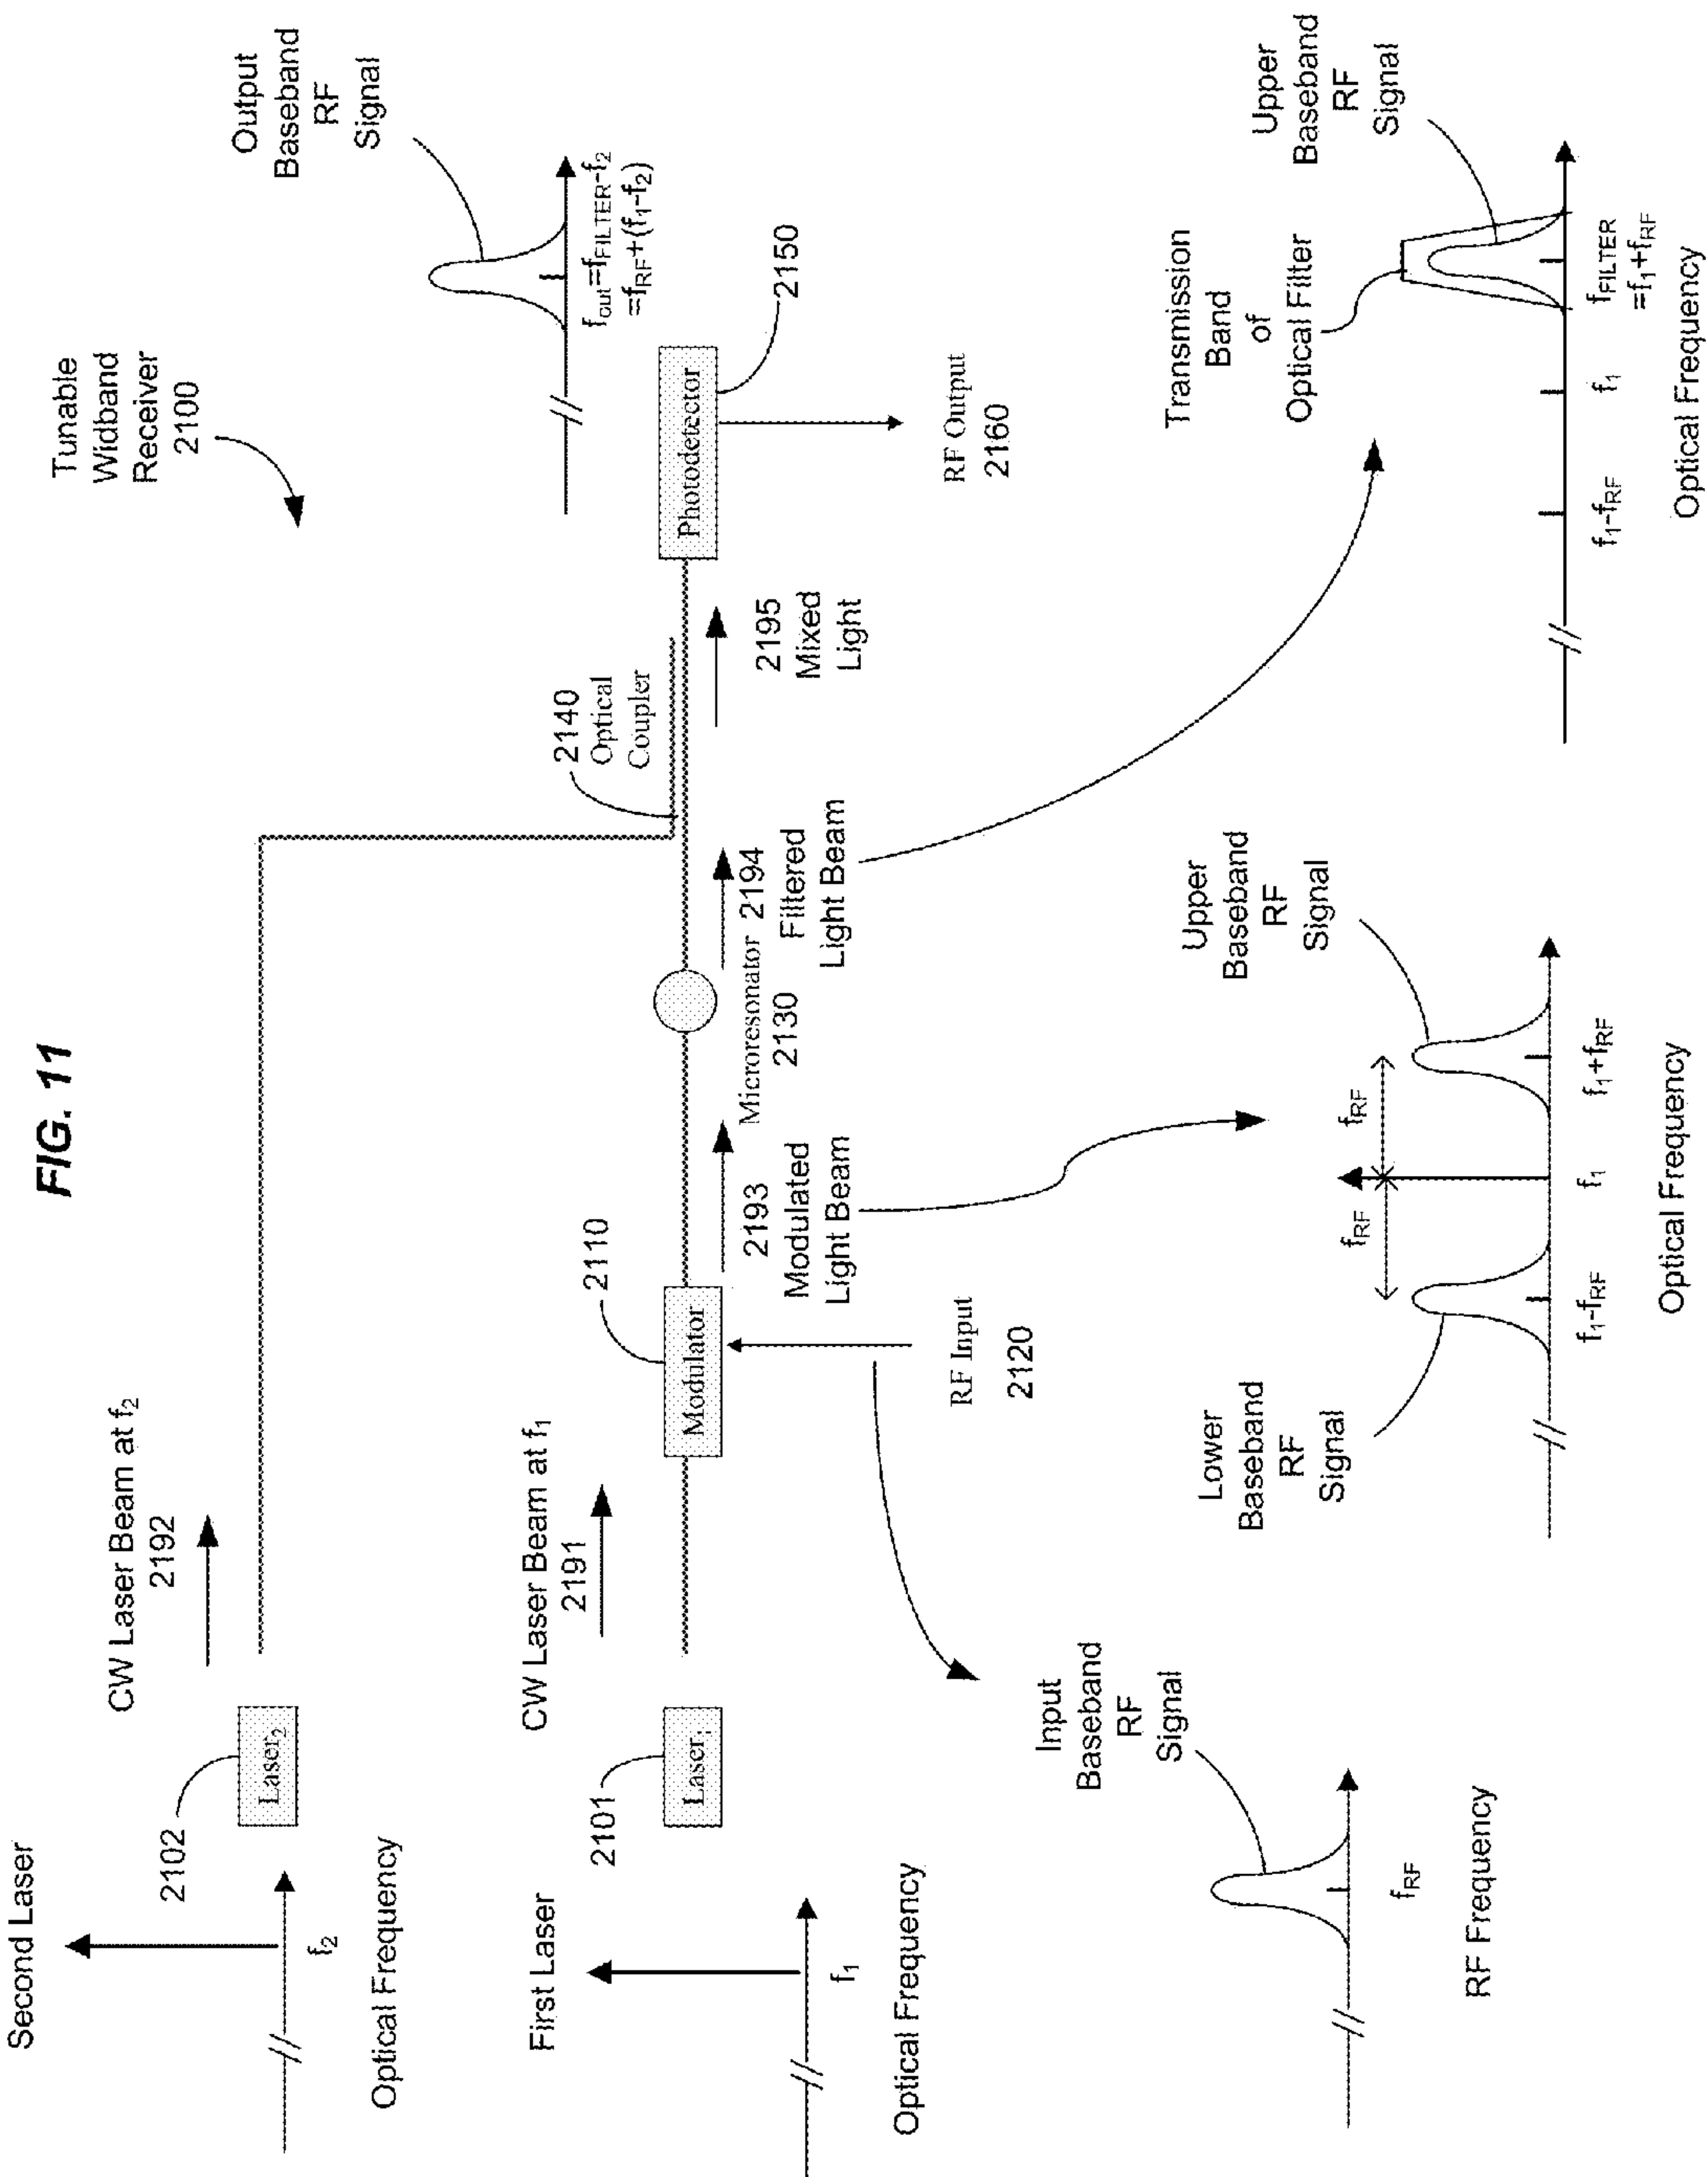 FIG. 11
Tunable
Widband
Receiver
2100
Second Laser
f₂
Optical Frequency
2102
Laser₂
CW Laser Beam at f₂
2192
First Laser
f₁
Optical Frequency
2101
Laser₁
CW Laser Beam at f₁
2191
2110
Modulator
2193
Modulated
Light Beam
RF Input
2120
Microresonator
2130
2194
Filtered
Light Beam
2140
Optical
Coupler
2195
Mixed
Light
Photodetector
2150
RF Output
2160
Output
Baseband
RF
Signal
fout=fFILTER-f₂
=fRF+(f₁-f₂)
Input
Baseband
RF
Signal
fRF
RF Frequency
Lower
Baseband
RF
Signal
Upper
Baseband
RF
Signal
fRF
fRF
f₁-fRF
f₁
f₁+fRF
Optical Frequency
Transmission
Band
of
Optical Filter
Upper
Baseband
RF
Signal
f₁-fRF
f₁
fFILTER
=f₁+fRF
Optical Frequency